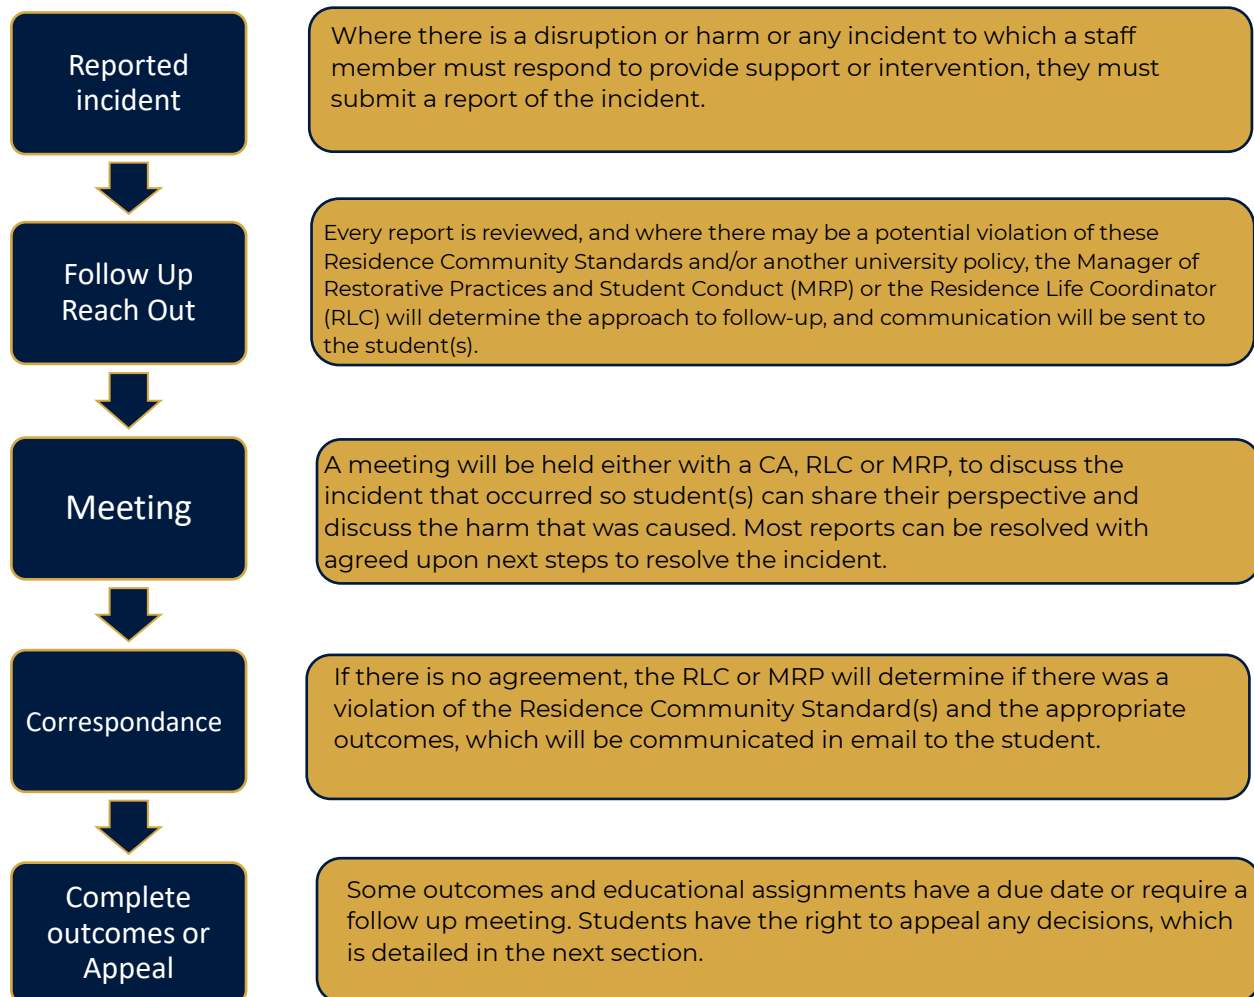 Reported
incident
Where there is a disruption or harm or any incident to which a staff
member must respond to provide support or intervention, they must
submit a report of the incident.
Follow Up
Reach Out
Every report is reviewed, and where there may be a potential violation of these
Residence Community Standards and/or another university policy, the Manager of
Restorative Practices and Student Conduct (MRP) or the Residence Life Coordinator
(RLC) will determine the approach to follow-up, and communication will be sent to
the student(s).
Meeting
A meeting will be held either with a CA, RLC or MRP, to discuss the
incident that occurred so student(s) can share their perspective and
discuss the harm that was caused. Most reports can be resolved with
agreed upon next steps to resolve the incident.
Correspondance
If there is no agreement, the RLC or MRP will determine if there was a
violation of the Residence Community Standard(s) and the appropriate
outcomes, which will be communicated in email to the student.
Complete
outcomes or
Appeal
Some outcomes and educational assignments have a due date or require a
follow up meeting. Students have the right to appeal any decisions, which
is detailed in the next section.